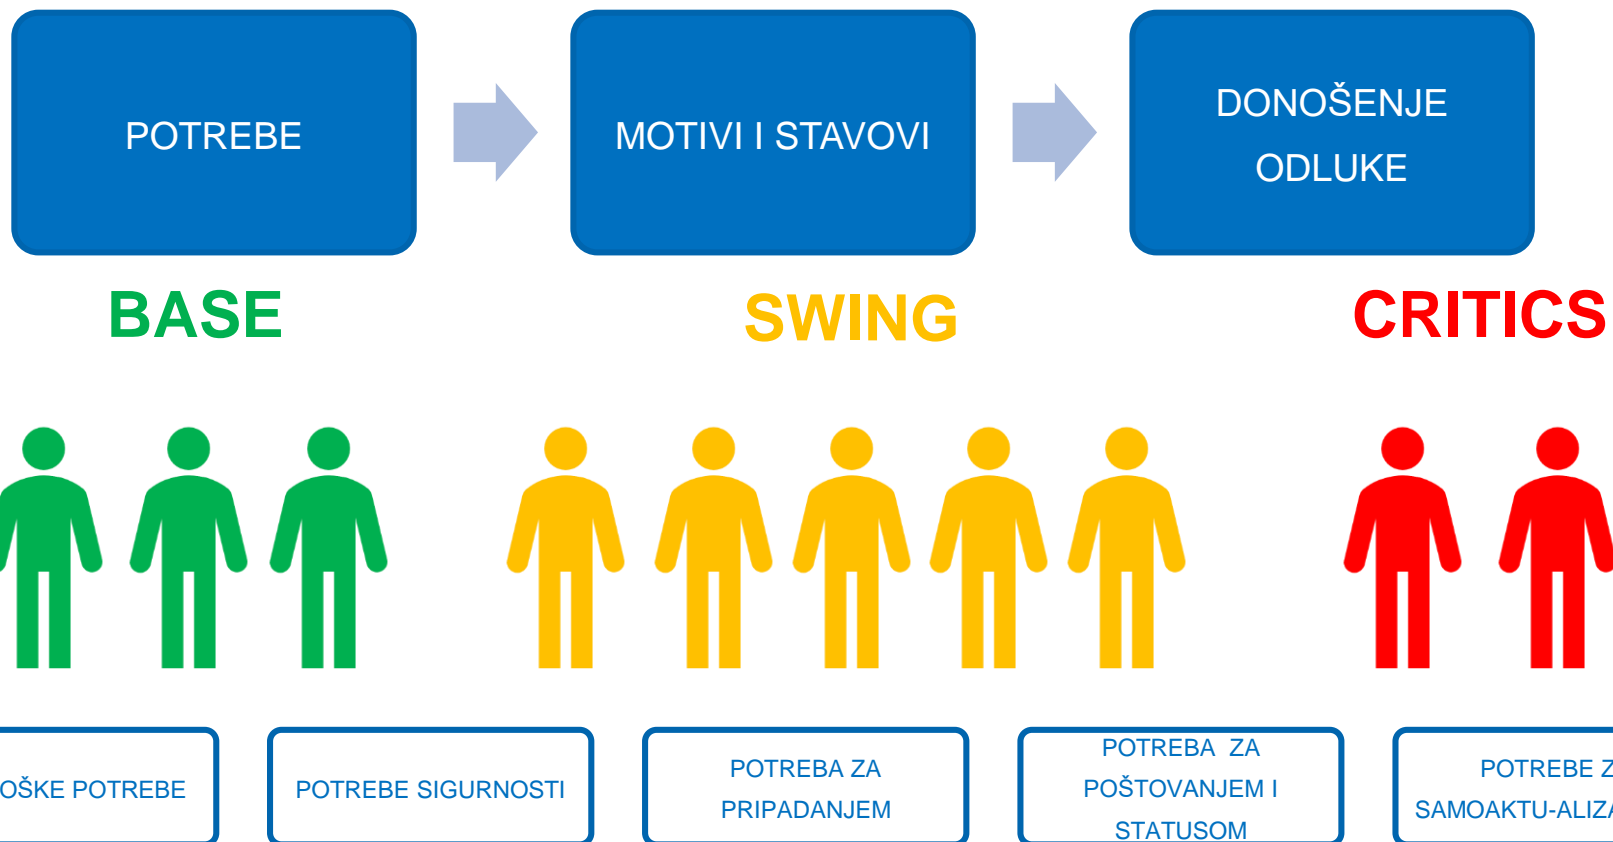 POTREBE
MOTIVI I STAVOVI
DONOŠENJE
ODLUKE
BASE
SWING
CRITICS
OŠKE POTREBE
POTREBE SIGURNOSTI
POTREBA ZA
PRIPADANJEM
POTREBA ZA
POŠTOVANJEM I
STATUSOM
POTREBE Z
SAMOAKTU-ALIZA